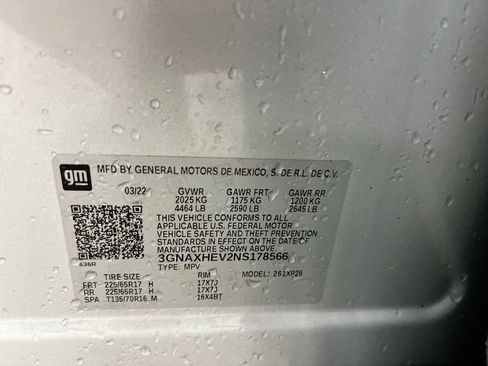 gm
MFD BY GENERAL MOTORS DE MEXICO, S. DE R.L. DE C.V.
03/22 GVWR GAWR FRT GAWR RR
2025 KG 1175 KG 1200 KG
4464 LB 2590 LB 2645 LB
THIS VEHICLE CONFORMS TO ALL
APPLICABLE U.S. FEDERAL MOTOR
VEHICLE SAFETY AND THEFT
PREVENTION STANDARDS IN
EFFECT ON THE DATE OF
MANUFACTURE SHOWN ABOVE.
636R 3GNAXHEV2NS178566
TYPE: MPV MODEL: 261XP26
TIRE SIZE RIM
FRT 225/65R17 H 17X7J
RR 225/65R17 H 17X7J
SPA T135/70R16 M 16X4BT